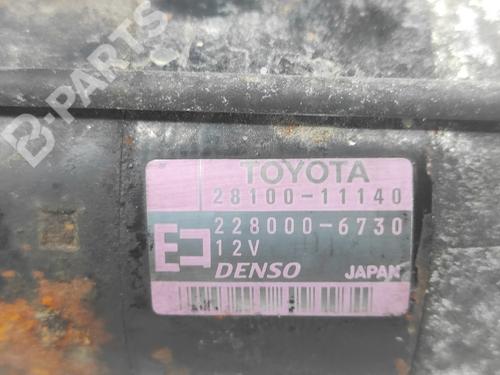 B-PARTS
TOYOTA
28100-11140
228000-6730
12V
DENSO JAPAN